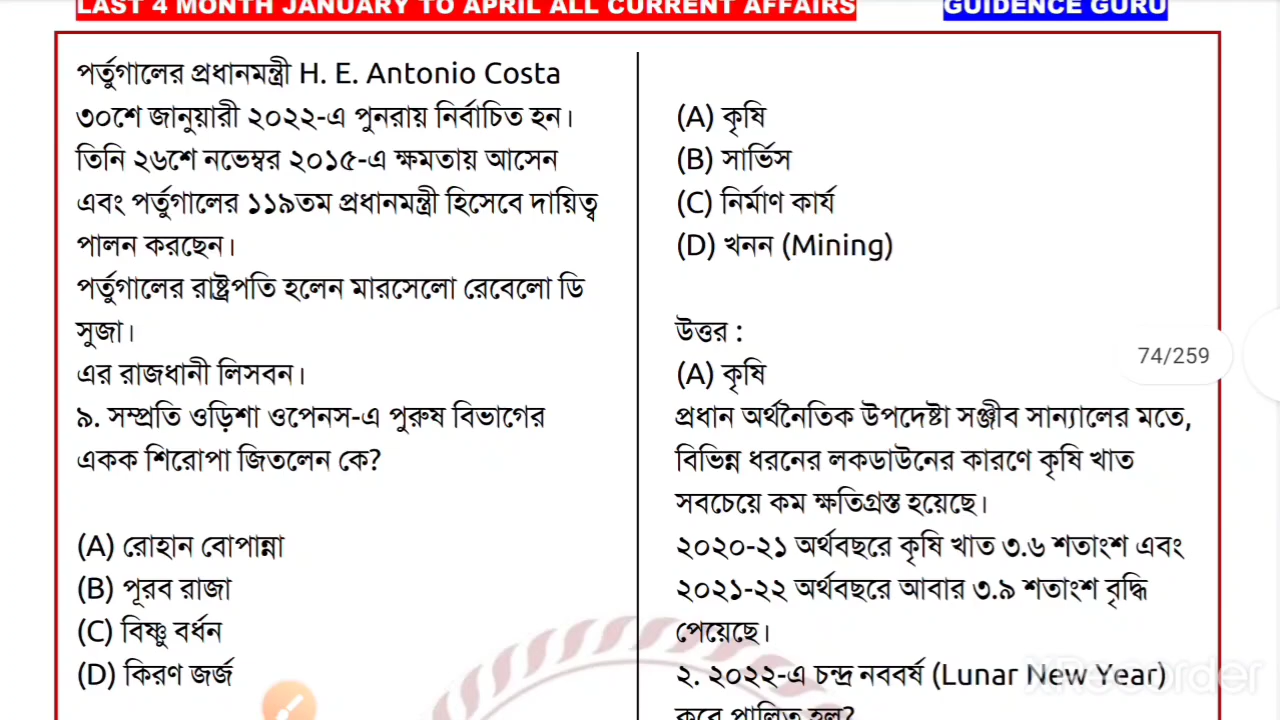 LAST 4 MONTH JANUARY TO APRIL ALL CURRENT AFFAIRS
GUIDENCE GURU
পর্তুগালের প্রধানমন্ত্রী H. E. Antonio Costa
৩০শে জানুয়ারী ২০২২-এ পুনরায় নির্বাচিত হন।
তিনি ২৬শে নভেম্বর ২০১৫-এ ক্ষমতায় আসেন
এবং পর্তুগালের ১১৯তম প্রধানমন্ত্রী হিসেবে দায়িত্ব
পালন করছেন।
পর্তুগালের রাষ্ট্রপতি হলেন মারসেলো রেবেলো ডি
সুজা।
এর রাজধানী লিসবন।
৯. সম্প্রতি ওড়িশা ওপেনস-এ পুরুষ বিভাগের
একক শিরোপা জিতলেন কে?
(A) রোহান বোপান্না
(B) পূরব রাজা
(C) বিষ্ণু বর্ধন
(D) কিরণ জর্জ
(A) কৃষি
(B) সার্ভিস
(C) নির্মাণ কার্য
(D) খনন (Mining)
উত্তর :
(A) কৃষি
প্রধান অর্থনৈতিক উপদেষ্টা সঞ্জীব সান্যালের মতে,
বিভিন্ন ধরনের লকডাউনের কারণে কৃষি খাত
সবচেয়ে কম ক্ষতিগ্রস্ত হয়েছে।
২০২০-২১ অর্থবছরে কৃষি খাত ৩.৬ শতাংশ এবং
২০২১-২২ অর্থবছরে আবার ৩.৯ শতাংশ বৃদ্ধি
পেয়েছে।
২. ২০২২-এ চন্দ্র নববর্ষ (Lunar New Year)
কবে পালিত হল?
74/259
XRecorder